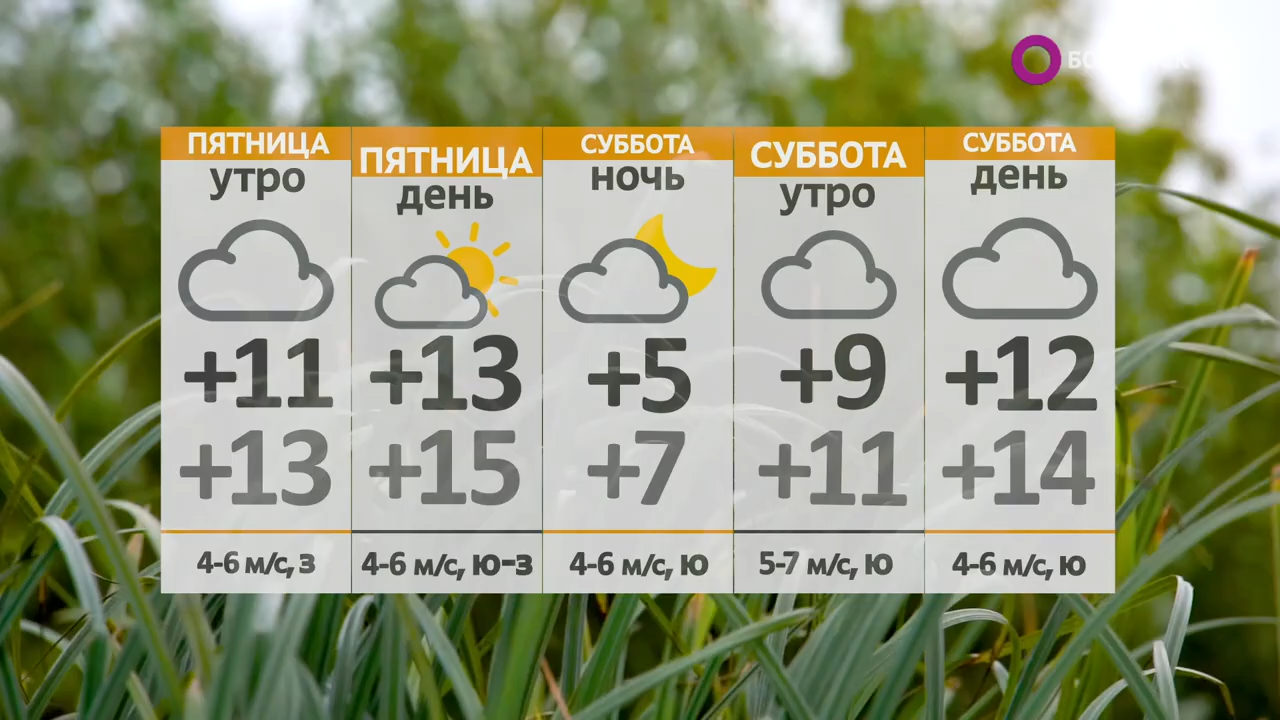 ПЯТНИЦА
утро
+11
+13
4-6 м/с, З
ПЯТНИЦА
день
+13
+15
4-6 м/с, Ю-З
СУББОТА
ночь
+5
+7
4-6 м/с, Ю
СУББОТА
утро
+9
+11
5-7 м/с, Ю
СУББОТА
день
+12
+14
4-6 м/с, Ю